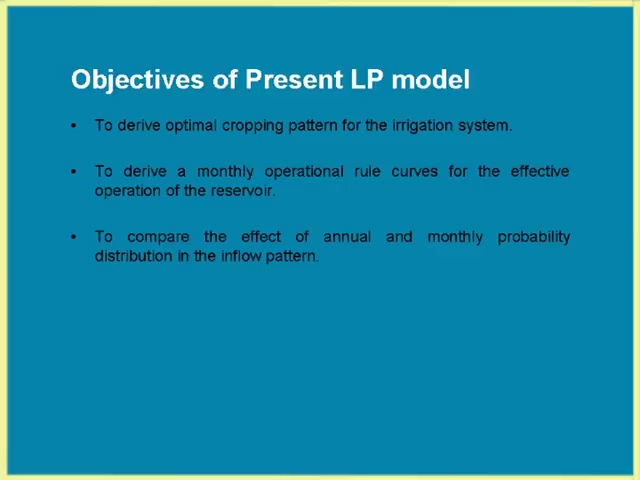 Objectives of Present LP model
• To derive optimal cropping pattern for the irrigation system.
• To derive a monthly operational rule curves for the effective
operation of the reservoir.
• To compare the effect of annual and monthly probability
distribution in the inflow pattern.